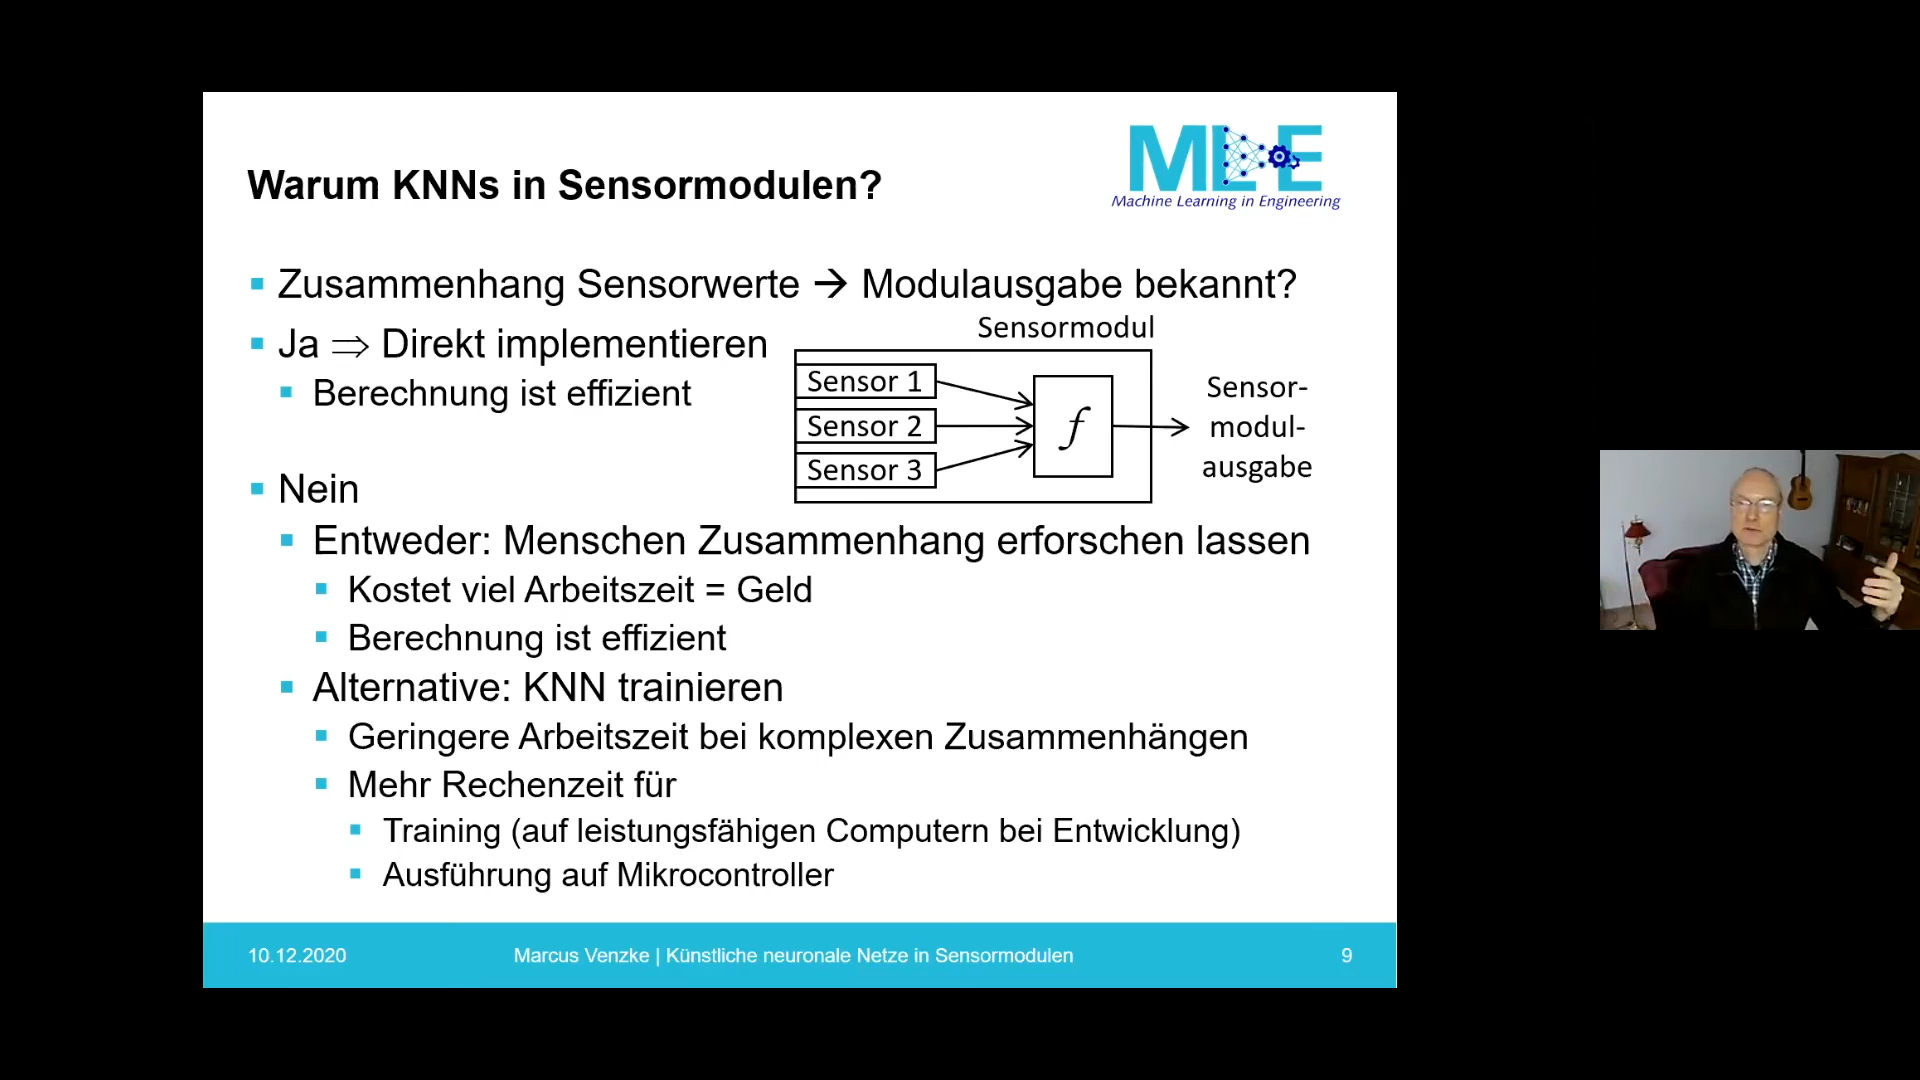 MLE
Machine Learning in Engineering
Warum KNNs in Sensormodulen?
Zusammenhang Sensorwerte → Modulausgabe bekannt?
Ja ⇒ Direkt implementieren
Berechnung ist effizient
Sensormodul
Sensor 1
Sensor 2
Sensor 3
f
Sensor-
modul-
ausgabe
Nein
Entweder: Menschen Zusammenhang erforschen lassen
Kostet viel Arbeitszeit = Geld
Berechnung ist effizient
Alternative: KNN trainieren
Geringere Arbeitszeit bei komplexen Zusammenhängen
Mehr Rechenzeit für
Training (auf leistungsfähigen Computern bei Entwicklung)
Ausführung auf Mikrocontroller
10.12.2020
Marcus Venzke | Künstliche neuronale Netze in Sensormodulen
9